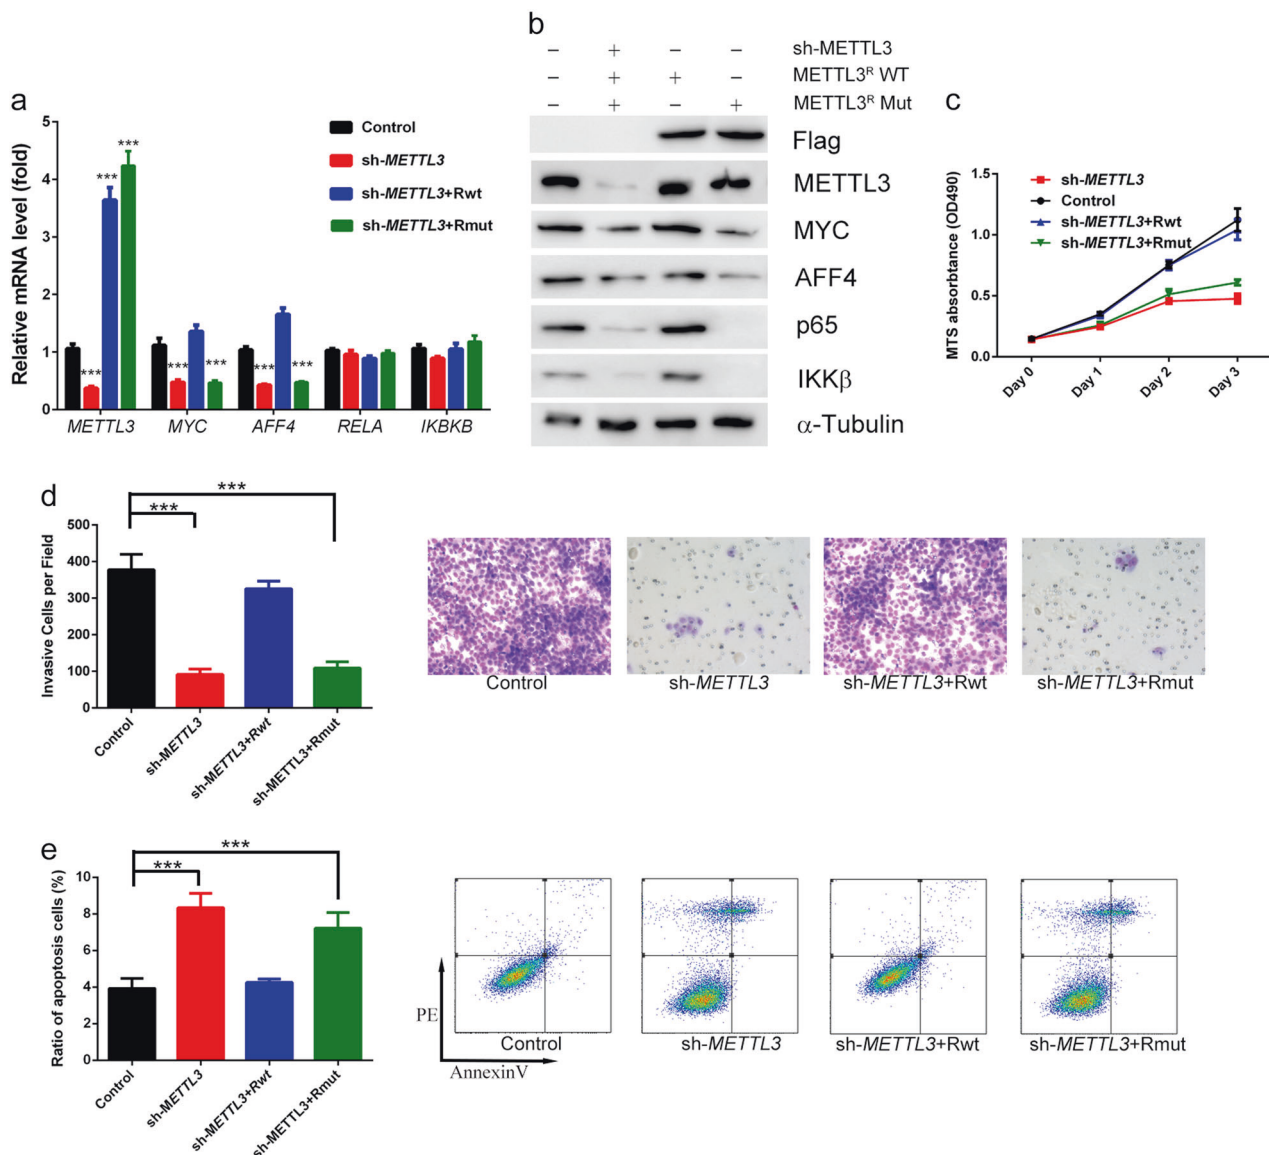 a
Relative mRNA level (fold)
5
4
3
2
1
0
***
***
***
***
***
***
***
Control
sh-METTL3
sh-METTL3+Rwt
sh-METTL3+Rmut
METTL3 MYC AFF4 RELA IKBKB
b
− + − − sh-METTL3
− + + − METTL3ᴿ WT
− + − + METTL3ᴿ Mut
Flag
METTL3
MYC
AFF4
p65
IKKβ
α-Tubulin
c
MTS absorbtance (OD490)
1.5
1.0
0.5
0.0
sh-METTL3
Control
sh-METTL3+Rwt
sh-METTL3+Rmut
Day 0 Day 1 Day 2 Day 3
d
Invasive Cells per Field
500
400
300
200
100
0
***
***
Control sh-METTL3 sh-METTL3+Rwt sh-METTL3+Rmut
Control sh-METTL3 sh-METTL3+Rwt sh-METTL3+Rmut
e
Ratio of apoptosis cells (%)
10
8
6
4
2
0
***
***
Control sh-METTL3 sh-METTL3+Rwt sh-METTL3+Rmut
PE
AnnexinV
Control sh-METTL3 sh-METTL3+Rwt sh-METTL3+Rmut